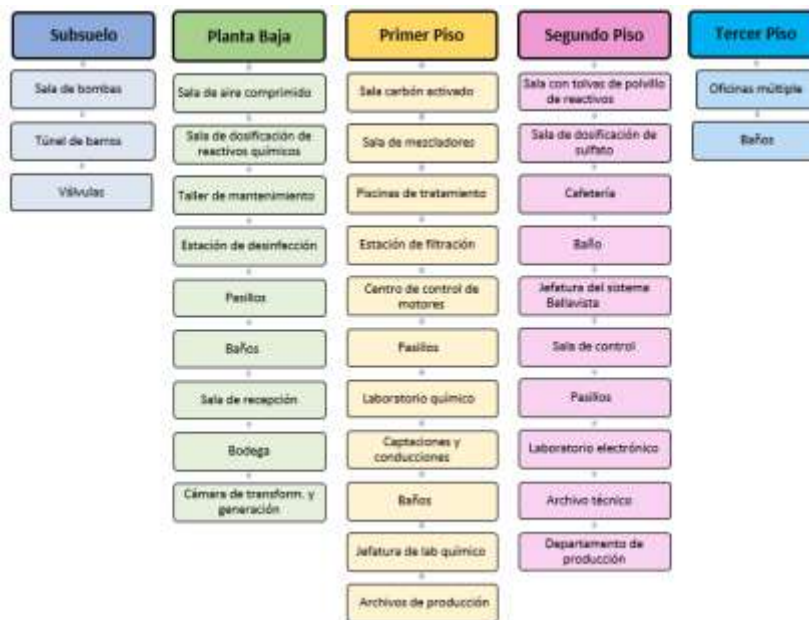 Subsuelo
Sala de bombas
Túnel de barros
Válvulas
Planta Baja
Sala de aire comprimido
Sala de dosificación de
reactivos químicos
Taller de mantenimiento
Estación de desinfección
Pasillos
Baños
Sala de recepción
Bodega
Cámara de transform. y
generación
Primer Piso
Sala carbón activado
Sala de mezcladores
Piscinas de tratamiento
Estación de filtración
Centro de control de
motores
Pasillos
Laboratorio químico
Captaciones y
conducciones
Baños
Jefatura de lab químico
Archivos de producción
Segundo Piso
Sala con tolvas de polvillo
de reactivos
Sala de dosificación de
sulfato
Cafetería
Baño
Jefatura del sistema
Bellavista
Sala de control
Pasillos
Laboratorio electrónico
Archivo técnico
Departamento de
producción
Tercer Piso
Oficinas múltiple
Baños